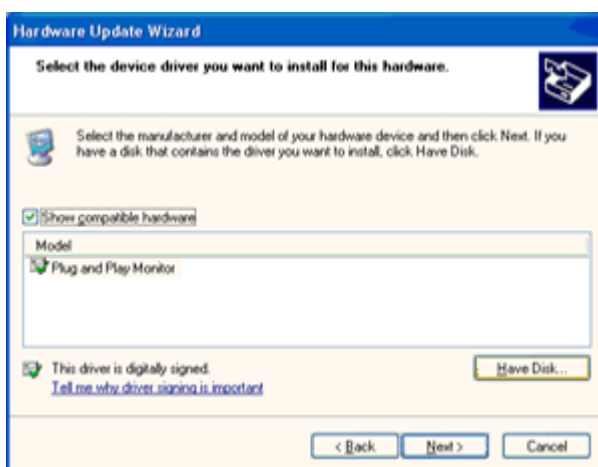 Hardware Update Wizard
Select the device driver you want to install for this hardware.
Select the manufacturer and model of your hardware device and then click Next. If you
have a disk that contains the driver you want to install, click Have Disk.
Show compatible hardware
Model
Plug and Play Monitor
This driver is digitally signed.
Have Disk...
Tell me why driver signing is important
< Back
Next >
Cancel